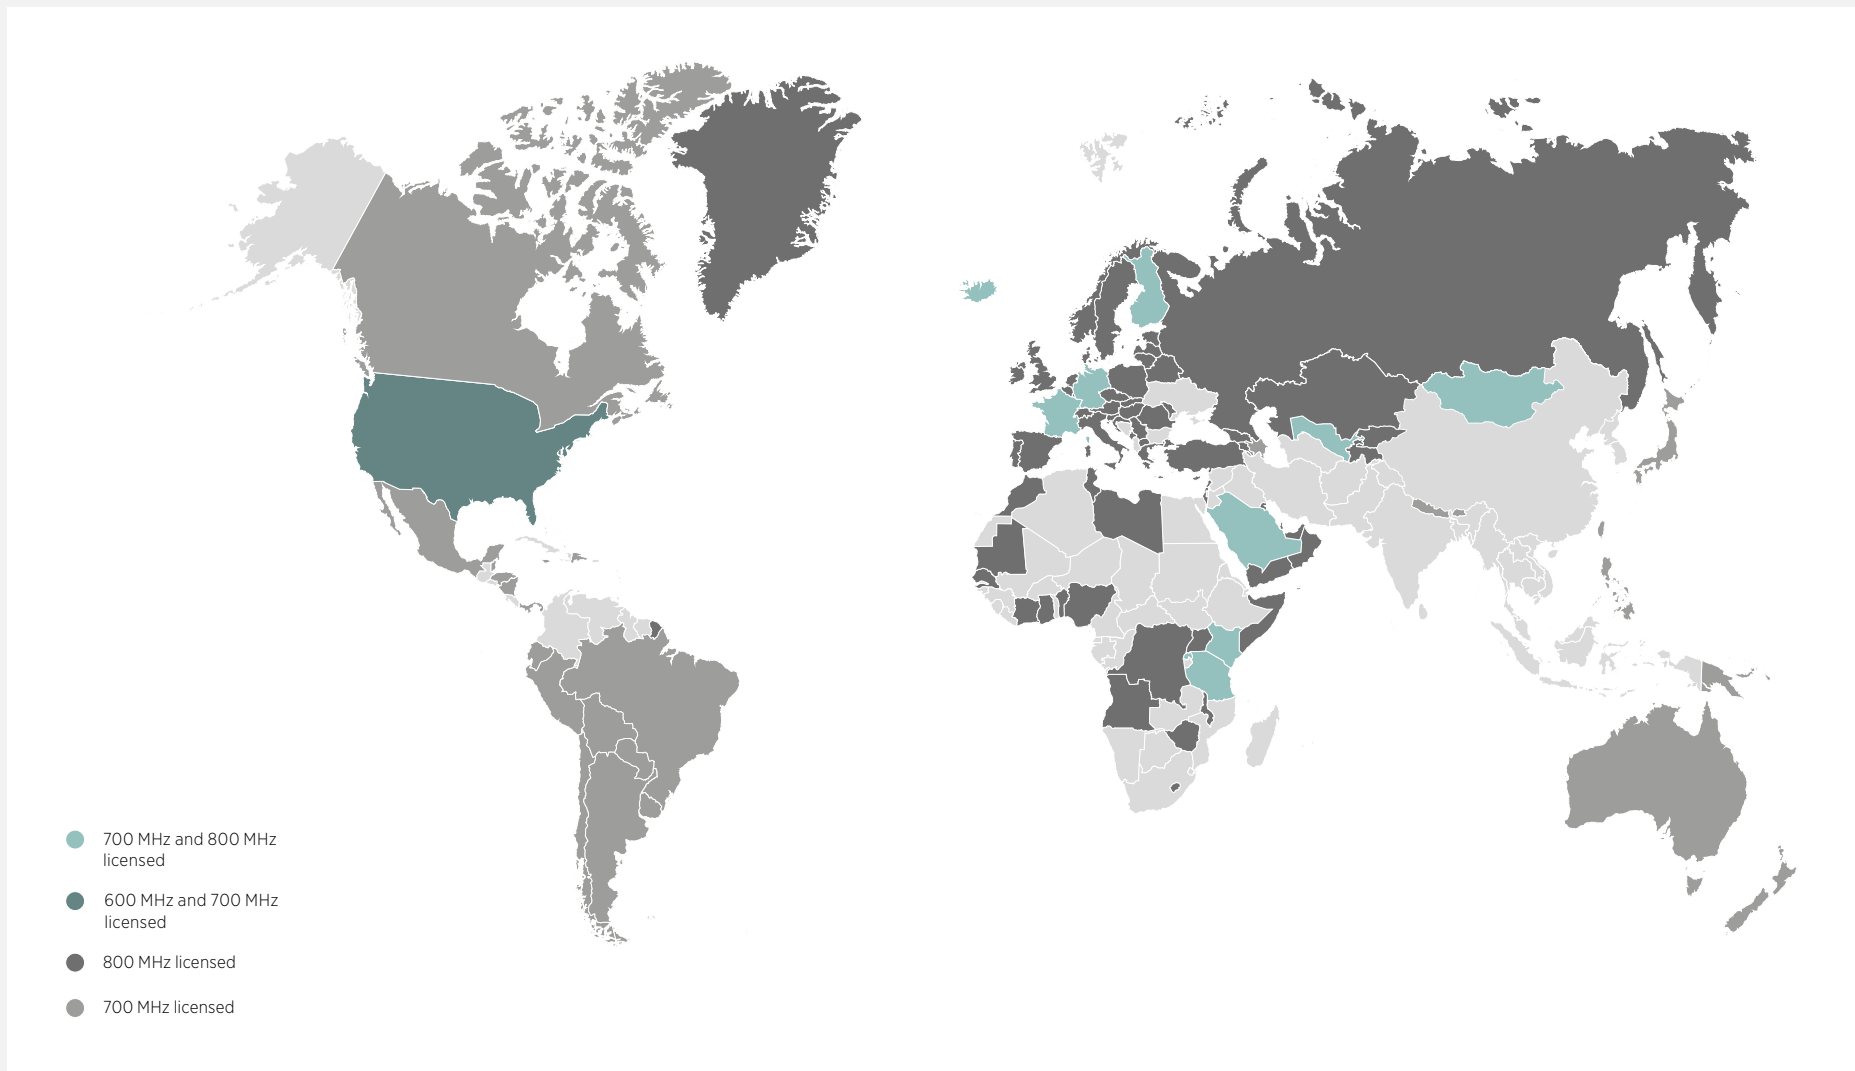 700 MHz and 800 MHz
licensed
600 MHz and 700 MHz
licensed
800 MHz licensed
700 MHz licensed